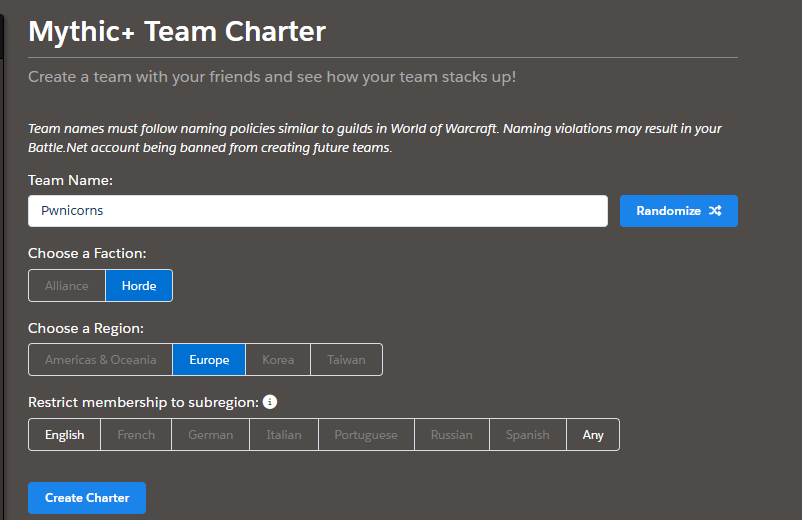 Mythic+ Team Charter
Create a team with your friends and see how your team stacks up!
Team names must follow naming policies similar to guilds in World of Warcraft. Naming violations may result in your
Battle.Net account being banned from creating future teams.
Team Name:
Pwnicorns Randomize
Choose a Faction:
Alliance Horde
Choose a Region:
Americas & Oceania Europe Korea Taiwan
Restrict membership to subregion:
English French German Italian Portuguese Russian Spanish Any
Create Charter